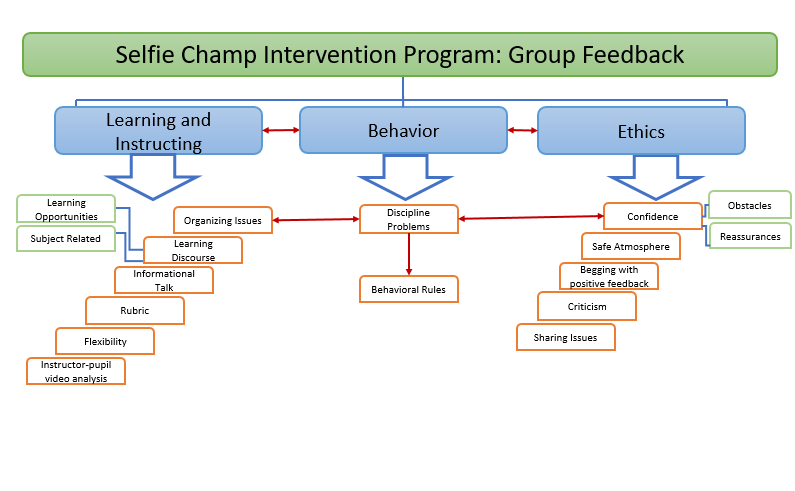 Selfie Champ Intervention Program: Group Feedback
Learning and
Instructing
Behavior
Ethics
Learning
Opportunities
Subject Related
Organizing Issues
Learning
Discourse
Informational
Talk
Rubric
Flexibility
Instructor-pupil
video analysis
Discipline
Problems
Behavioral Rules
Confidence
Obstacles
Reassurances
Safe Atmosphere
Begging with
positive feedback
Criticism
Sharing Issues